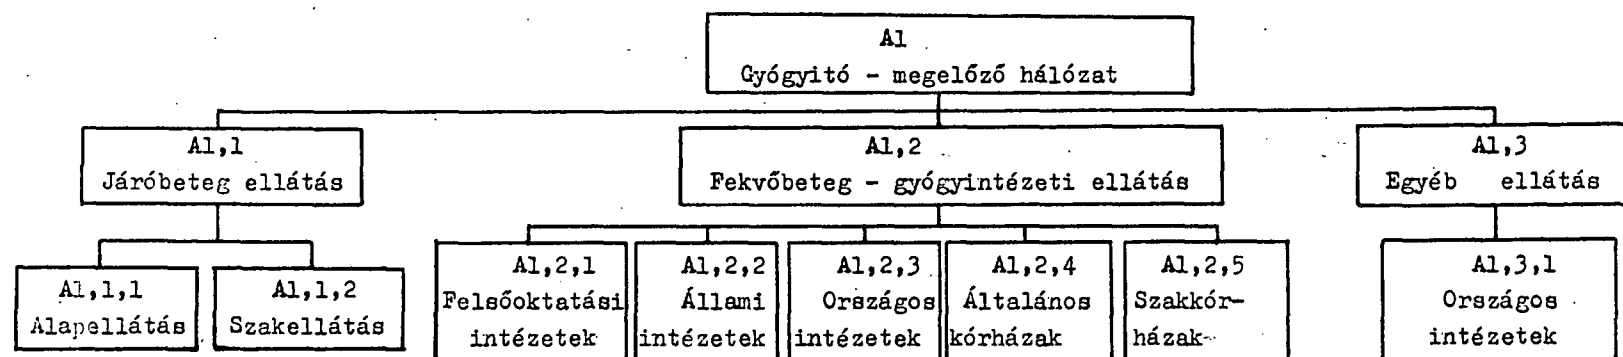 A1
Gyógyitó - megelőző hálózat
A1,1
Járóbeteg ellátás
A1,2
Fekvőbeteg - gyógyintézeti ellátás
A1,3
Egyéb ellátás
A1,1,1
Alapellátás
A1,1,2
Szakellátás
A1,2,1
Felsőoktatási
intézetek
A1,2,2
Állami
intézetek
A1,2,3
Országos
intézetek
A1,2,4
Általános
kórházak
A1,2,5
Szakkór-
házak
A1,3,1
Országos
intézetek